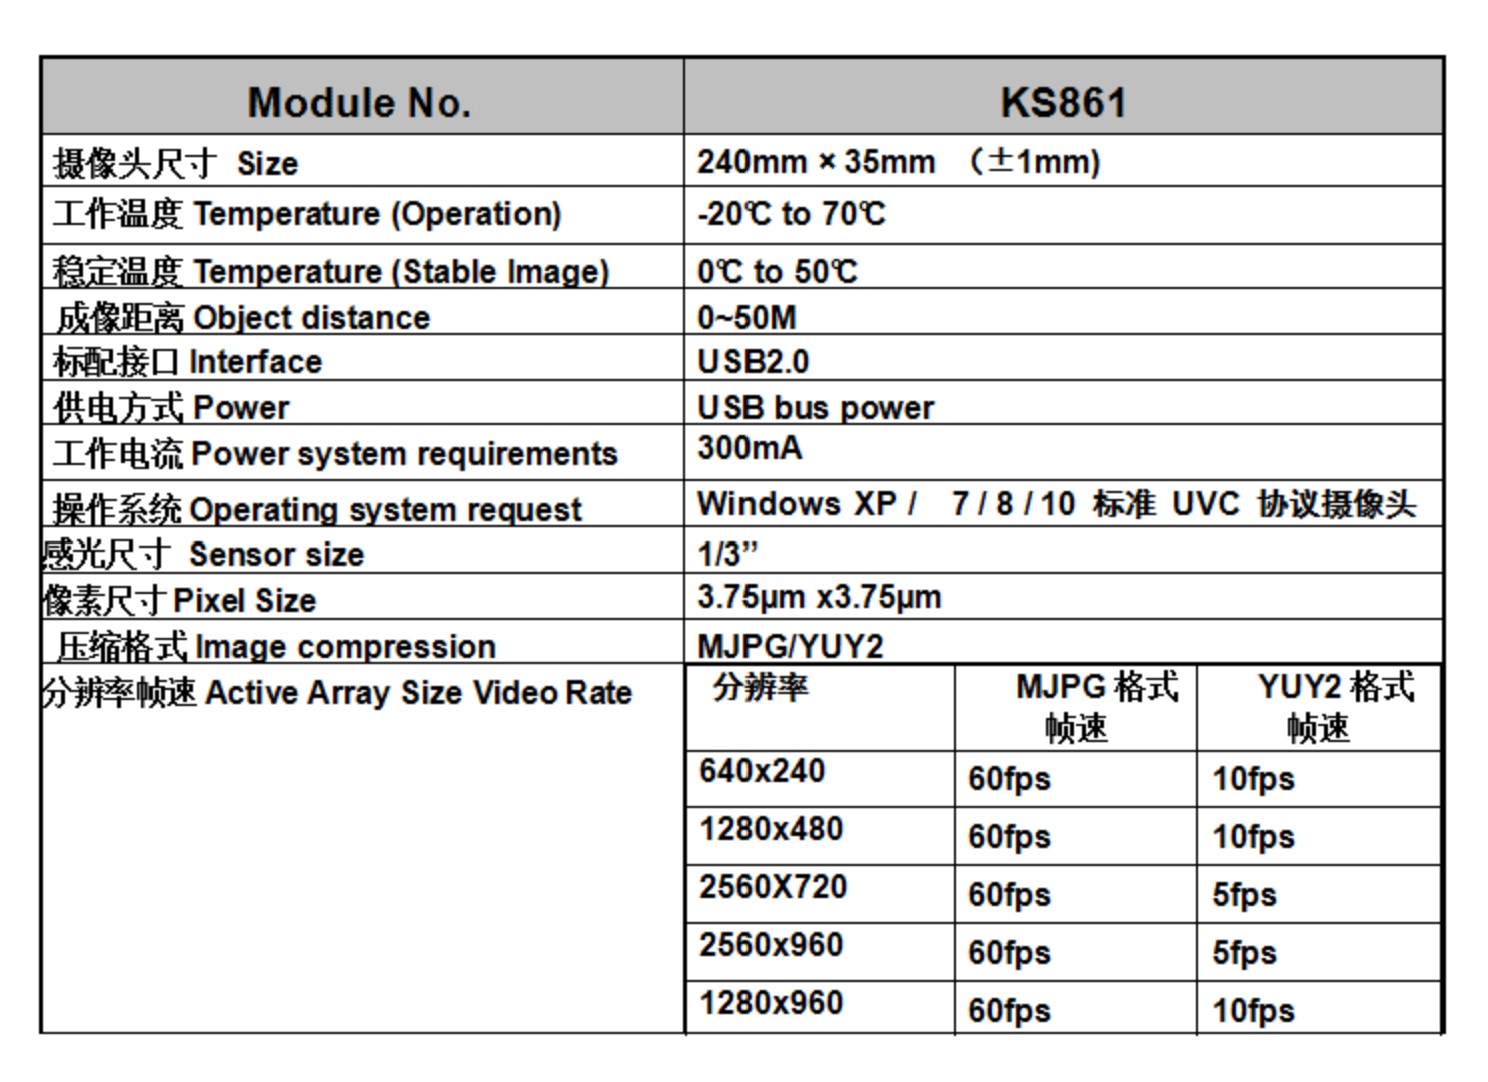 Module No. KS861
摄像头尺寸 Size 240mm × 35mm （±1mm)
工作温度 Temperature (Operation) -20℃ to 70℃
稳定温度 Temperature (Stable Image) 0℃ to 50℃
成像距离 Object distance 0~50M
标配接口 Interface USB2.0
供电方式 Power USB bus power
工作电流 Power system requirements 300mA
操作系统 Operating system request Windows XP / 7 / 8 / 10 标准 UVC 协议摄像头
感光尺寸 Sensor size 1/3”
像素尺寸 Pixel Size 3.75μm x3.75μm
压缩格式 Image compression MJPG/YUY2
分辨率帧速 Active Array Size Video Rate 分辨率 MJPG 格式 YUY2 格式
帧速 帧速
640x240 60fps 10fps
1280x480 60fps 10fps
2560X720 60fps 5fps
2560x960 60fps 5fps
1280x960 60fps 10fps